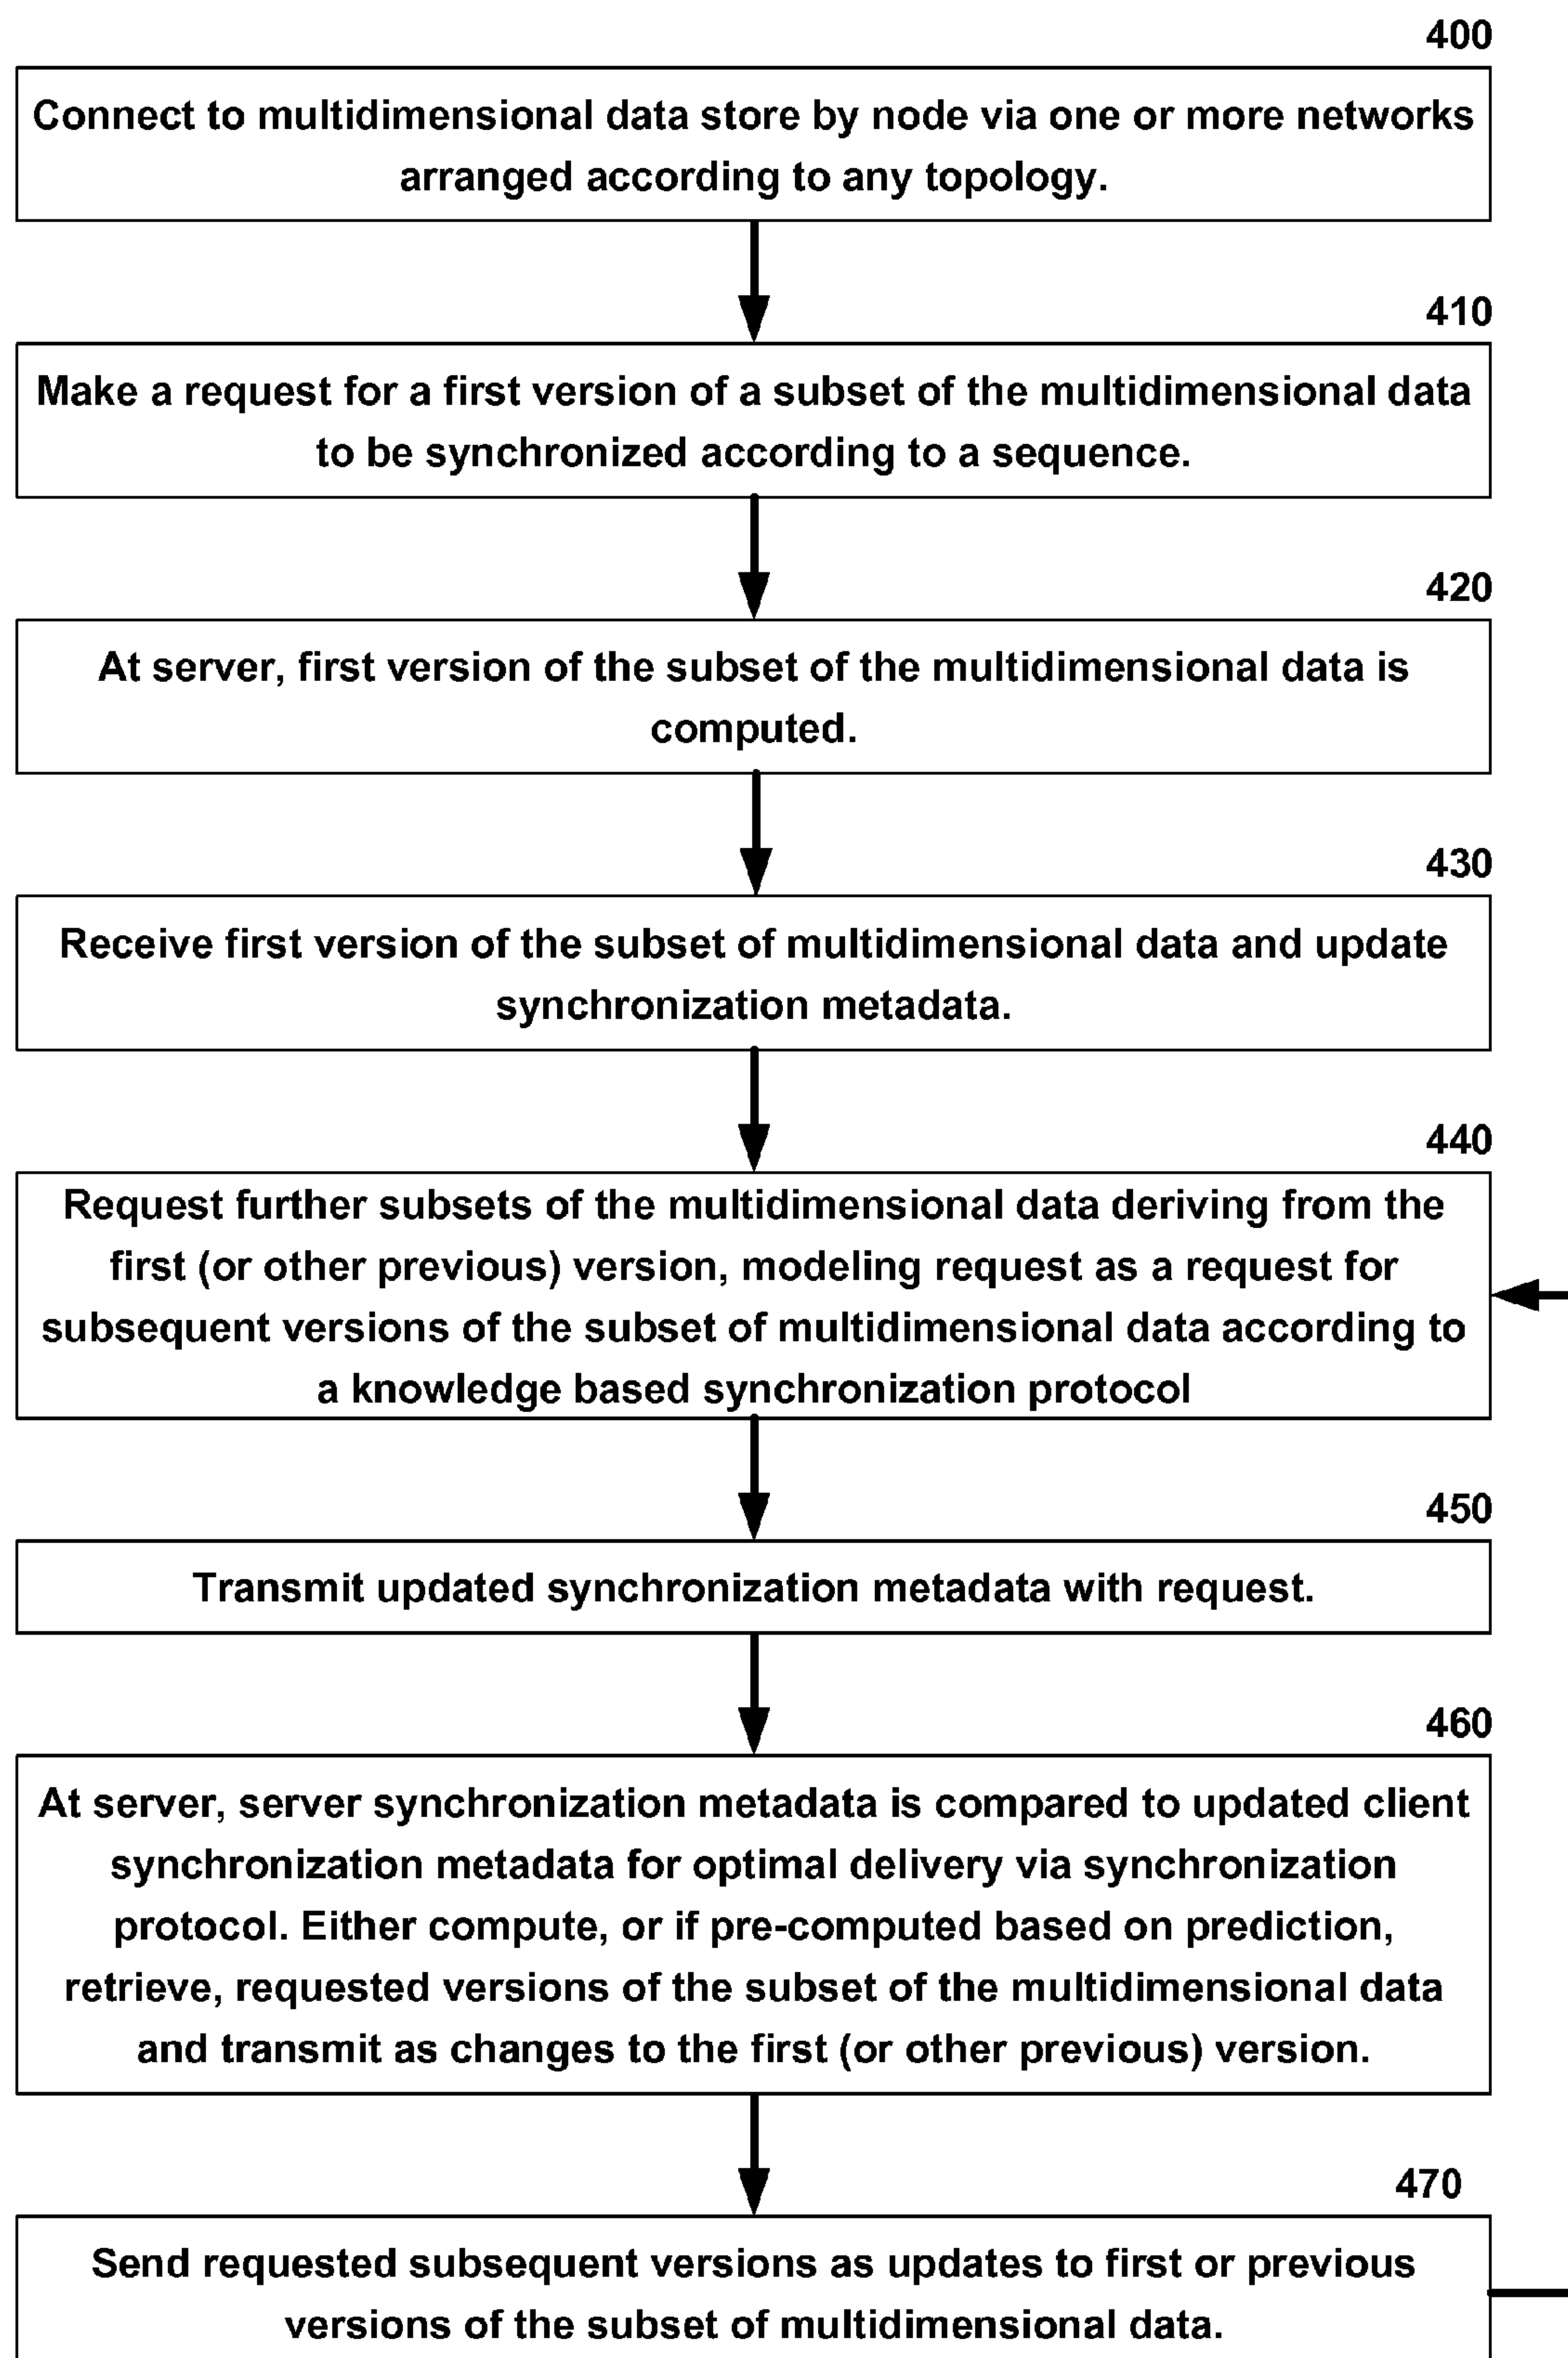 400
Connect to multidimensional data store by node via one or more networks
arranged according to any topology.
410
Make a request for a first version of a subset of the multidimensional data
to be synchronized according to a sequence.
420
At server, first version of the subset of the multidimensional data is
computed.
430
Receive first version of the subset of multidimensional data and update
synchronization metadata.
440
Request further subsets of the multidimensional data deriving from the
first (or other previous) version, modeling request as a request for
subsequent versions of the subset of multidimensional data according to
a knowledge based synchronization protocol
450
Transmit updated synchronization metadata with request.
460
At server, server synchronization metadata is compared to updated client
synchronization metadata for optimal delivery via synchronization
protocol. Either compute, or if pre-computed based on prediction,
retrieve, requested versions of the subset of the multidimensional data
and transmit as changes to the first (or other previous) version.
470
Send requested subsequent versions as updates to first or previous
versions of the subset of multidimensional data.